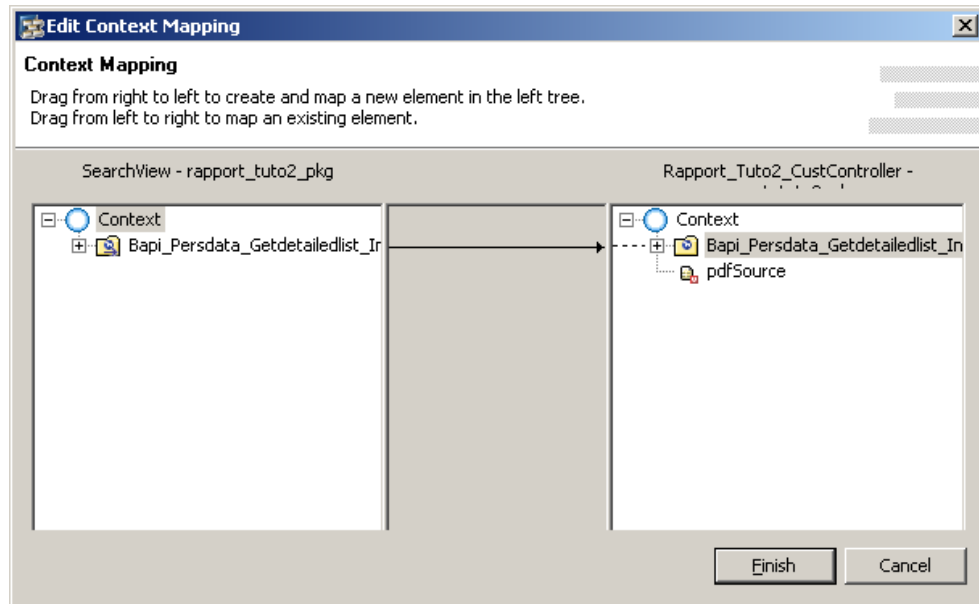 Edit Context Mapping
Context Mapping
Drag from right to left to create and map a new element in the left tree.
Drag from left to right to map an existing element.
SearchView - rapport_tuto2_pkg
Rapport_Tuto2_CustController -
Context
Bapi_Persdata_Getdetailedlist_Ir
Context
Bapi_Persdata_Getdetailedlist_In
pdfSource
Finish
Cancel